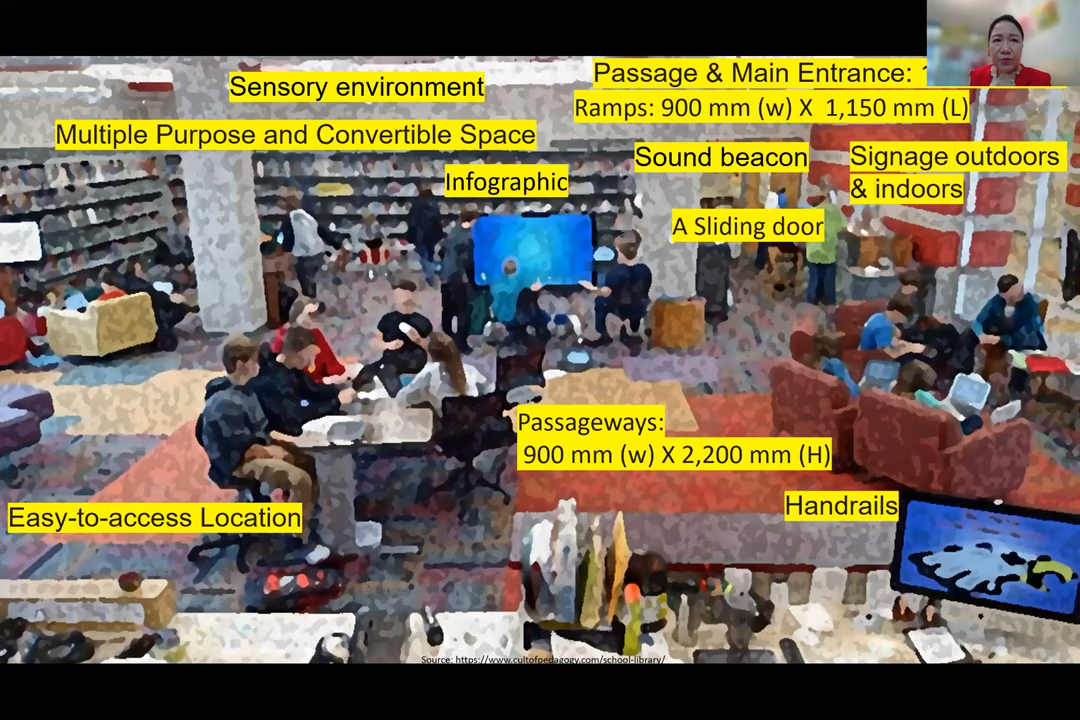 Passage & Main Entrance:
Sensory environment
Ramps: 900 mm (w) X 1,150 mm (L)
Multiple Purpose and Convertible Space
Sound beacon
Signage outdoors
& indoors
Infographic
A Sliding door
Passageways:
900 mm (w) X 2,200 mm (H)
Handrails
Easy-to-access Location
Source: https://www.cultofpedagogy.com/school-library/